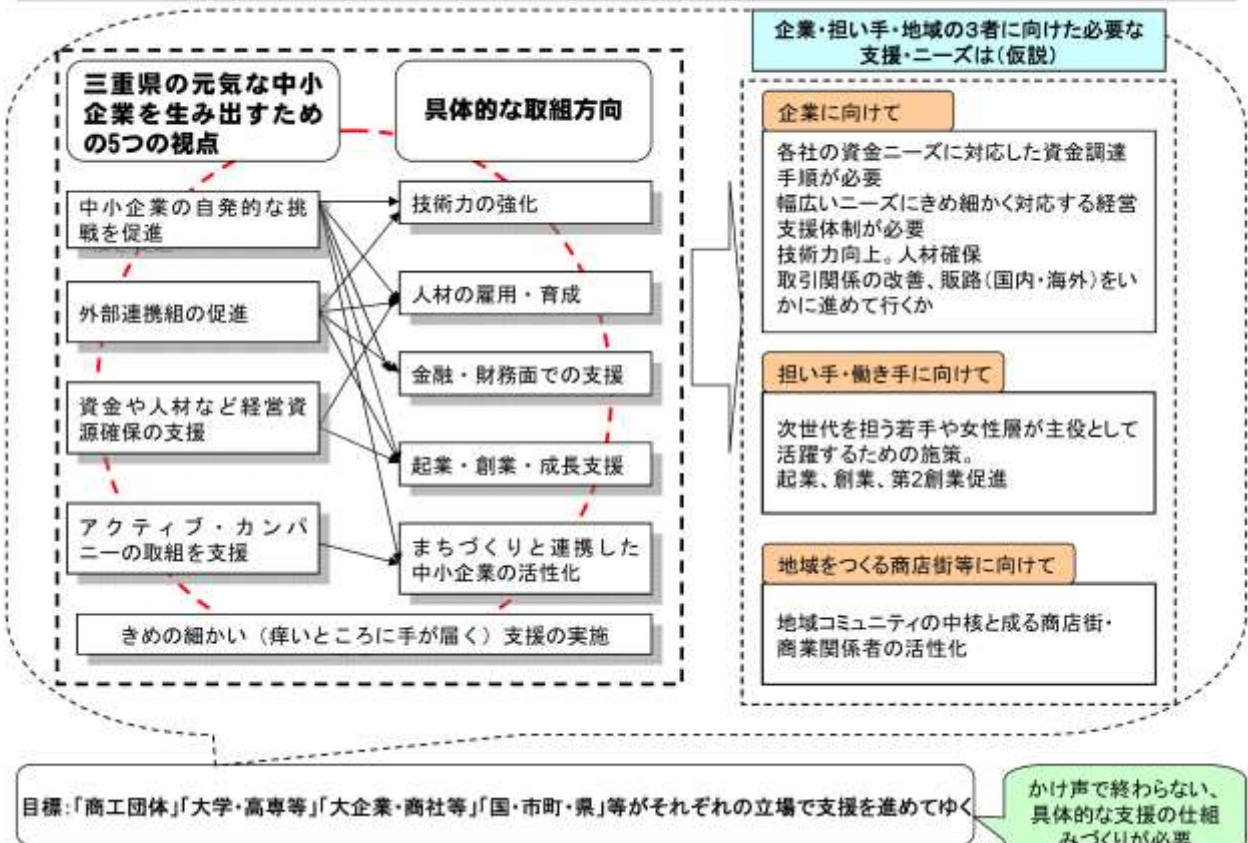 三重県の元気な中小
企業を生み出すため
の5つの視点
中小企業の自発的な挑
戦を促進
外部連携組の促進
資金や人材など経営資
源確保の支援
アクティブ・カンパ
ニーの取組を支援
具体的な取組方向
技術力の強化
人材の雇用・育成
金融・財務面での支援
起業・創業・成長支援
まちづくりと連携した
中小企業の活性化
きめの細かい（痒いところに手が届く）支援の実施
企業・担い手・地域の3者に向けた必要な
支援・ニーズは（仮説）
企業に向けて
各社の資金ニーズに対応した資金調達
手順が必要
幅広いニーズにきめ細かく対応する経営
支援体制が必要
技術力向上。人材確保
取引関係の改善、販路（国内・海外）をい
かに進めて行くか
担い手・働き手に向けて
次世代を担う若手や女性層が主役として
活躍するための施策。
起業、創業、第2創業促進
地域をつくる商店街等に向けて
地域コミュニティの中核と成る商店街・
商業関係者の活性化
目標:「商工団体」「大学・高専等」「大企業・商社等」「国・市町・県」等がそれぞれの立場で支援を進めてゆく
かけ声で終わらない、
具体的な支援の仕組
みづくりが必要